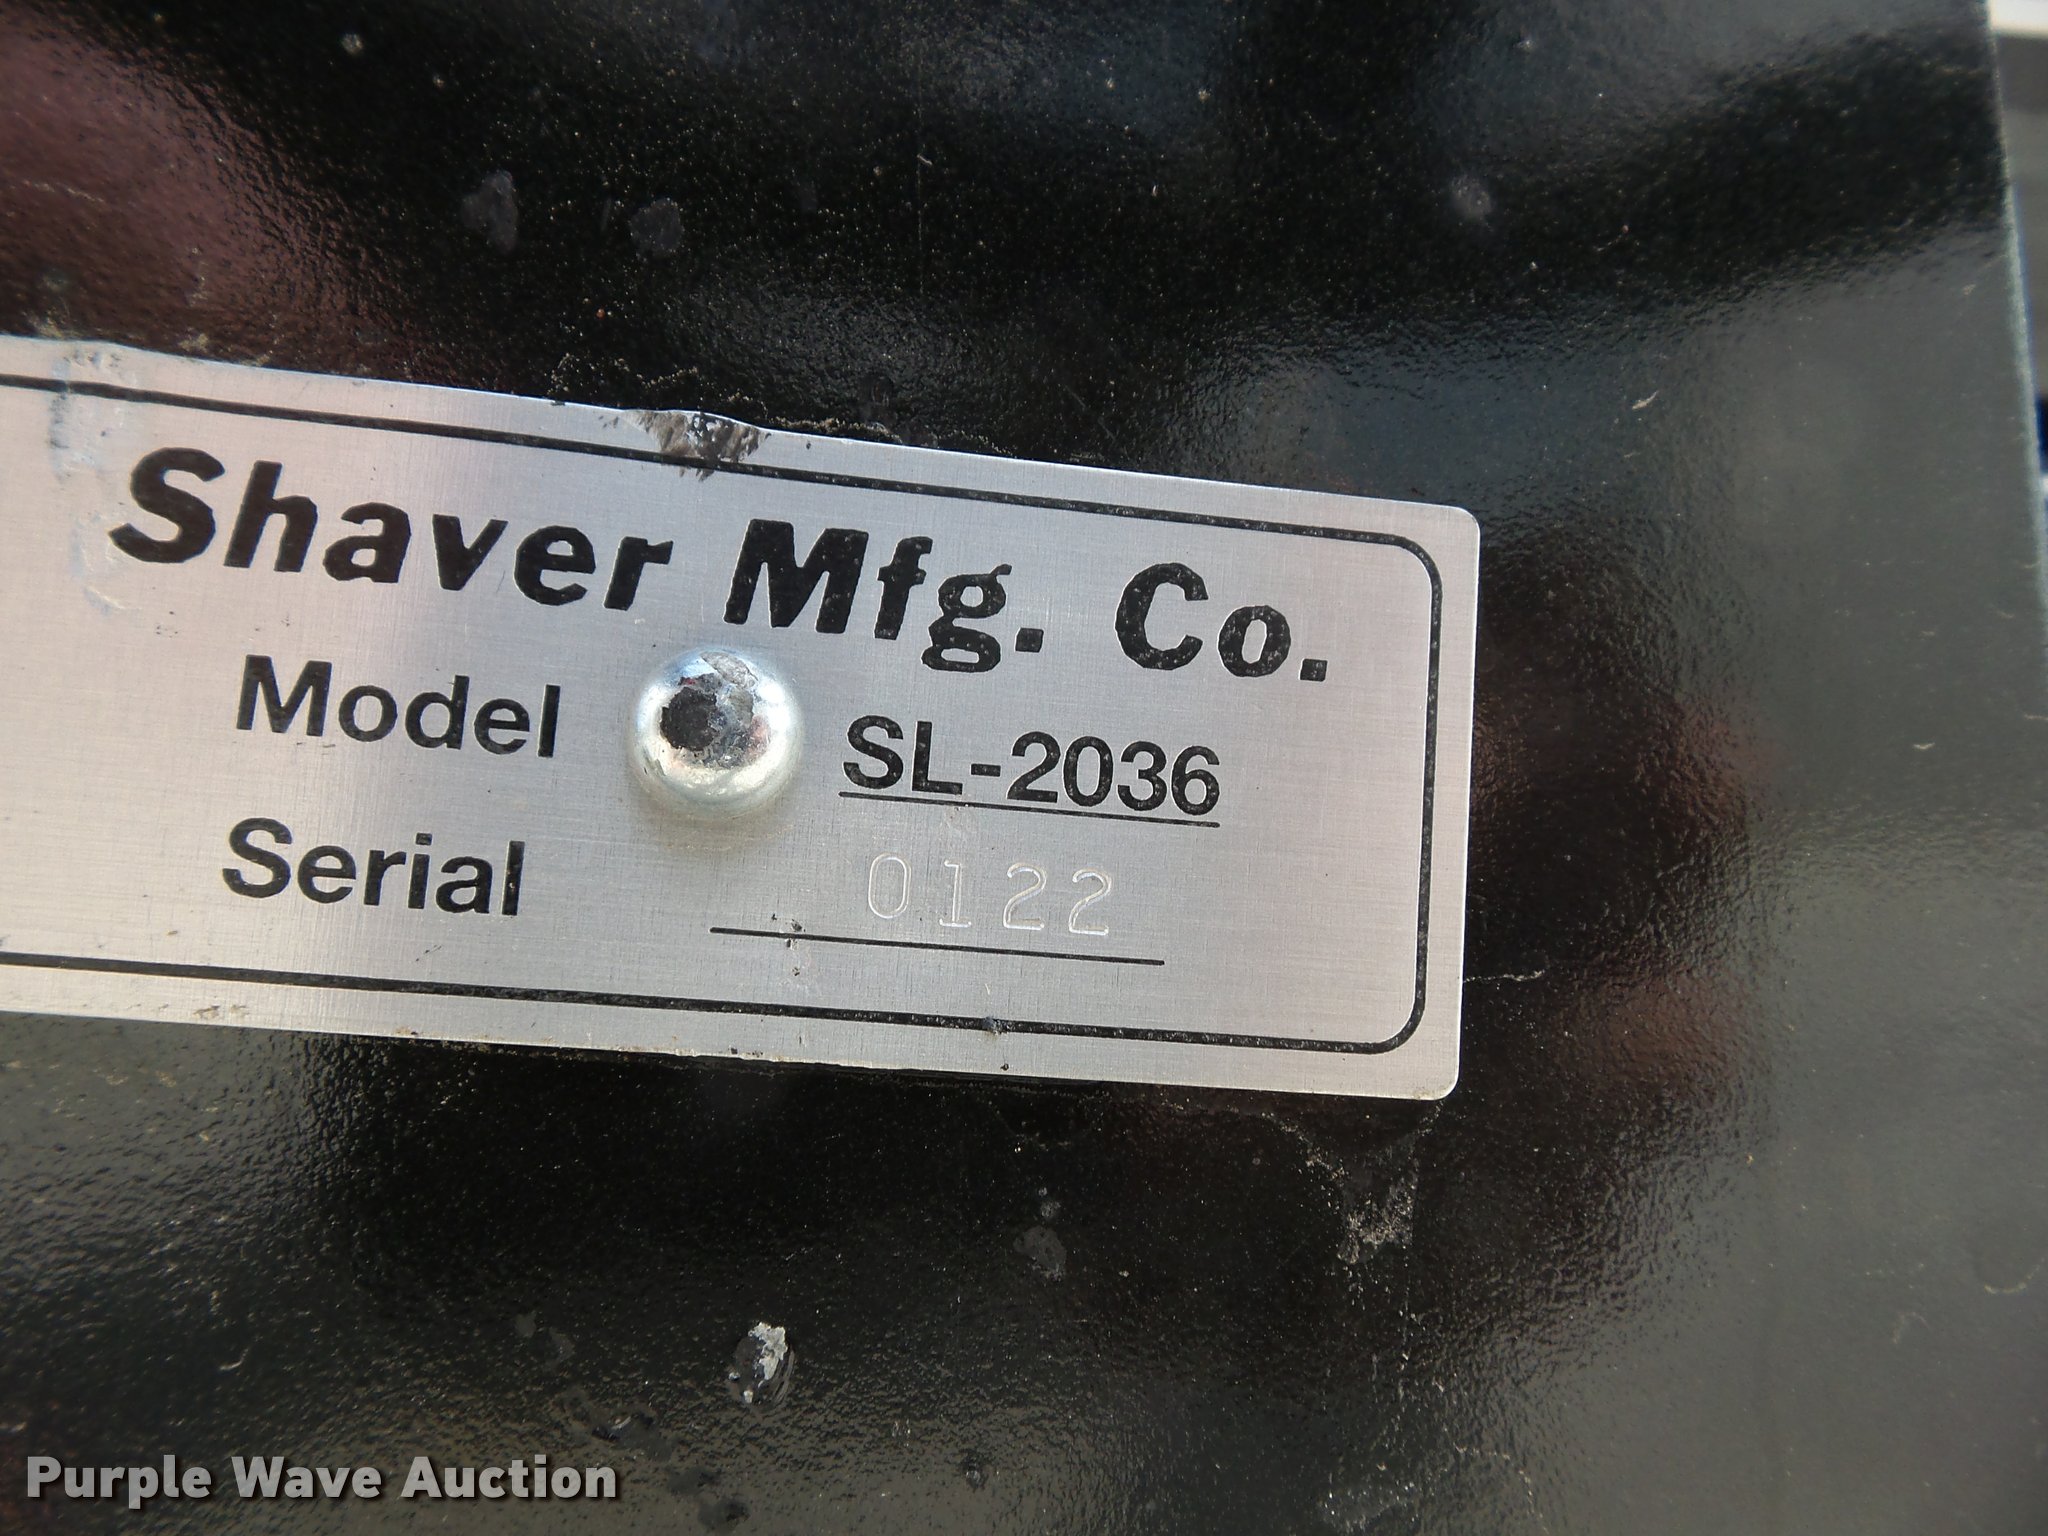 Shaver Mfg. Co.
Model SL-2036
Serial 0122
Purple Wave Auction